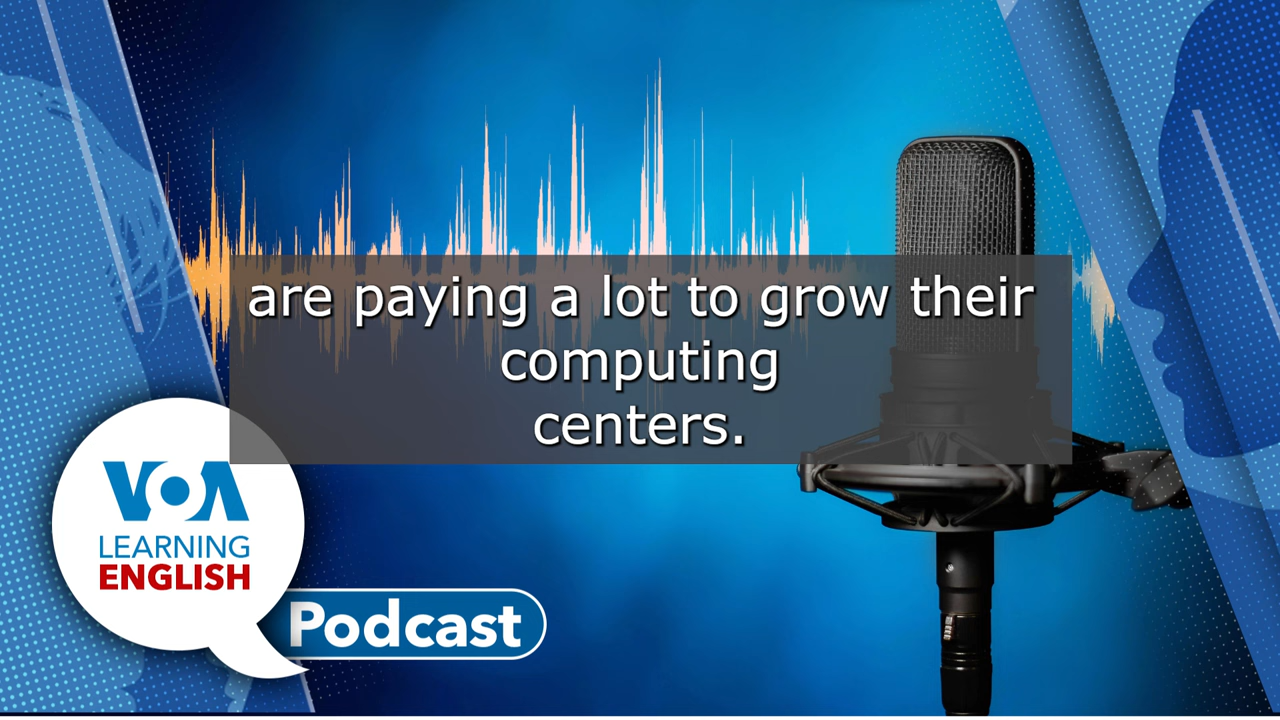 are paying a lot to grow their
computing
centers.
VOA
LEARNING
ENGLISH
Podcast